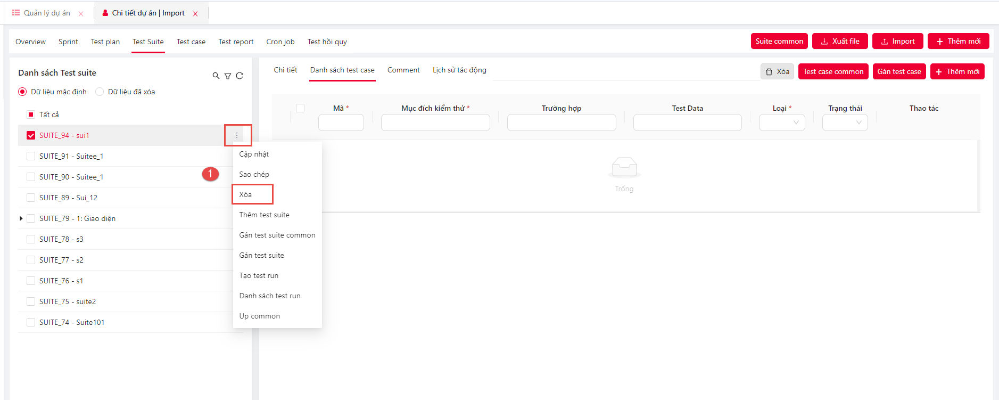 Quản lý dự án
Chi tiết dự án | Import
Overview Sprint Test plan Test Suite Test case Test report Cron job Test hồi quy
Suite common Xuất file Import Thêm mới
Danh sách Test suite
Dữ liệu mặc định Dữ liệu đã xóa
Tất cả
SUITE_94 - sui1
SUITE_91 - Suitee_1
SUITE_90 - Suitee_1
SUITE_89 - Sui_12
SUITE_79 - 1: Giao diện
SUITE_78 - s3
SUITE_77 - s2
SUITE_76 - s1
SUITE_75 - suite2
SUITE_74 - Suite101
1
Cập nhật
Sao chép
Xóa
Thêm test suite
Gán test suite common
Gán test suite
Tạo test run
Danh sách test run
Up common
Chi tiết Danh sách test case Comment Lịch sử tác động
Xóa Test case common Gán test case Thêm mới
Mã * Mục đích kiểm thử * Trường hợp Test Data Loại * Trạng thái Thao tác
Trống